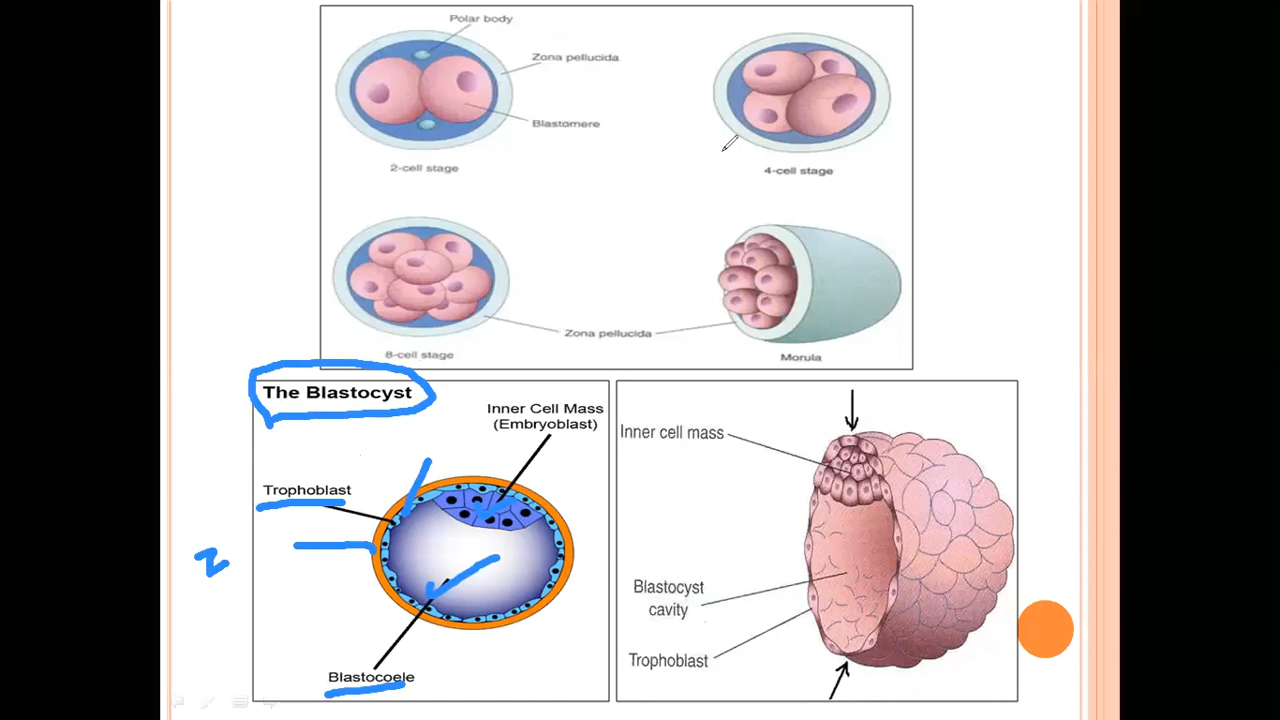 Polar body
Zona pellucida
Blastomere
2-cell stage
4-cell stage
Zona pellucida
8-cell stage
Morula
The Blastocyst
Inner Cell Mass
(Embryoblast)
Trophoblast
z
Blastocoele
Inner cell mass
Blastocyst
cavity
Trophoblast